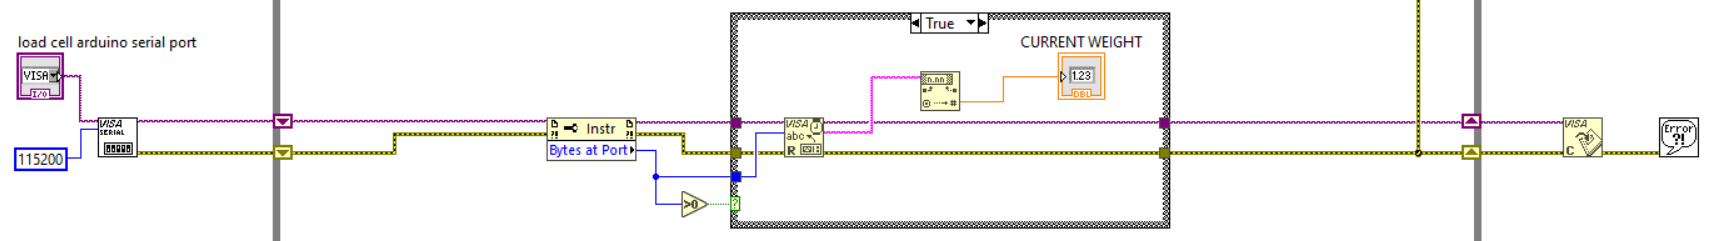 True
load cell arduino serial port
CURRENT WEIGHT
VISA
I/O
n.nn
1.23
DBL
VISA
SERIAL
Instr
Bytes at Port
VISA
abc
R
VISA
C
Error
?!
115200
>0
?